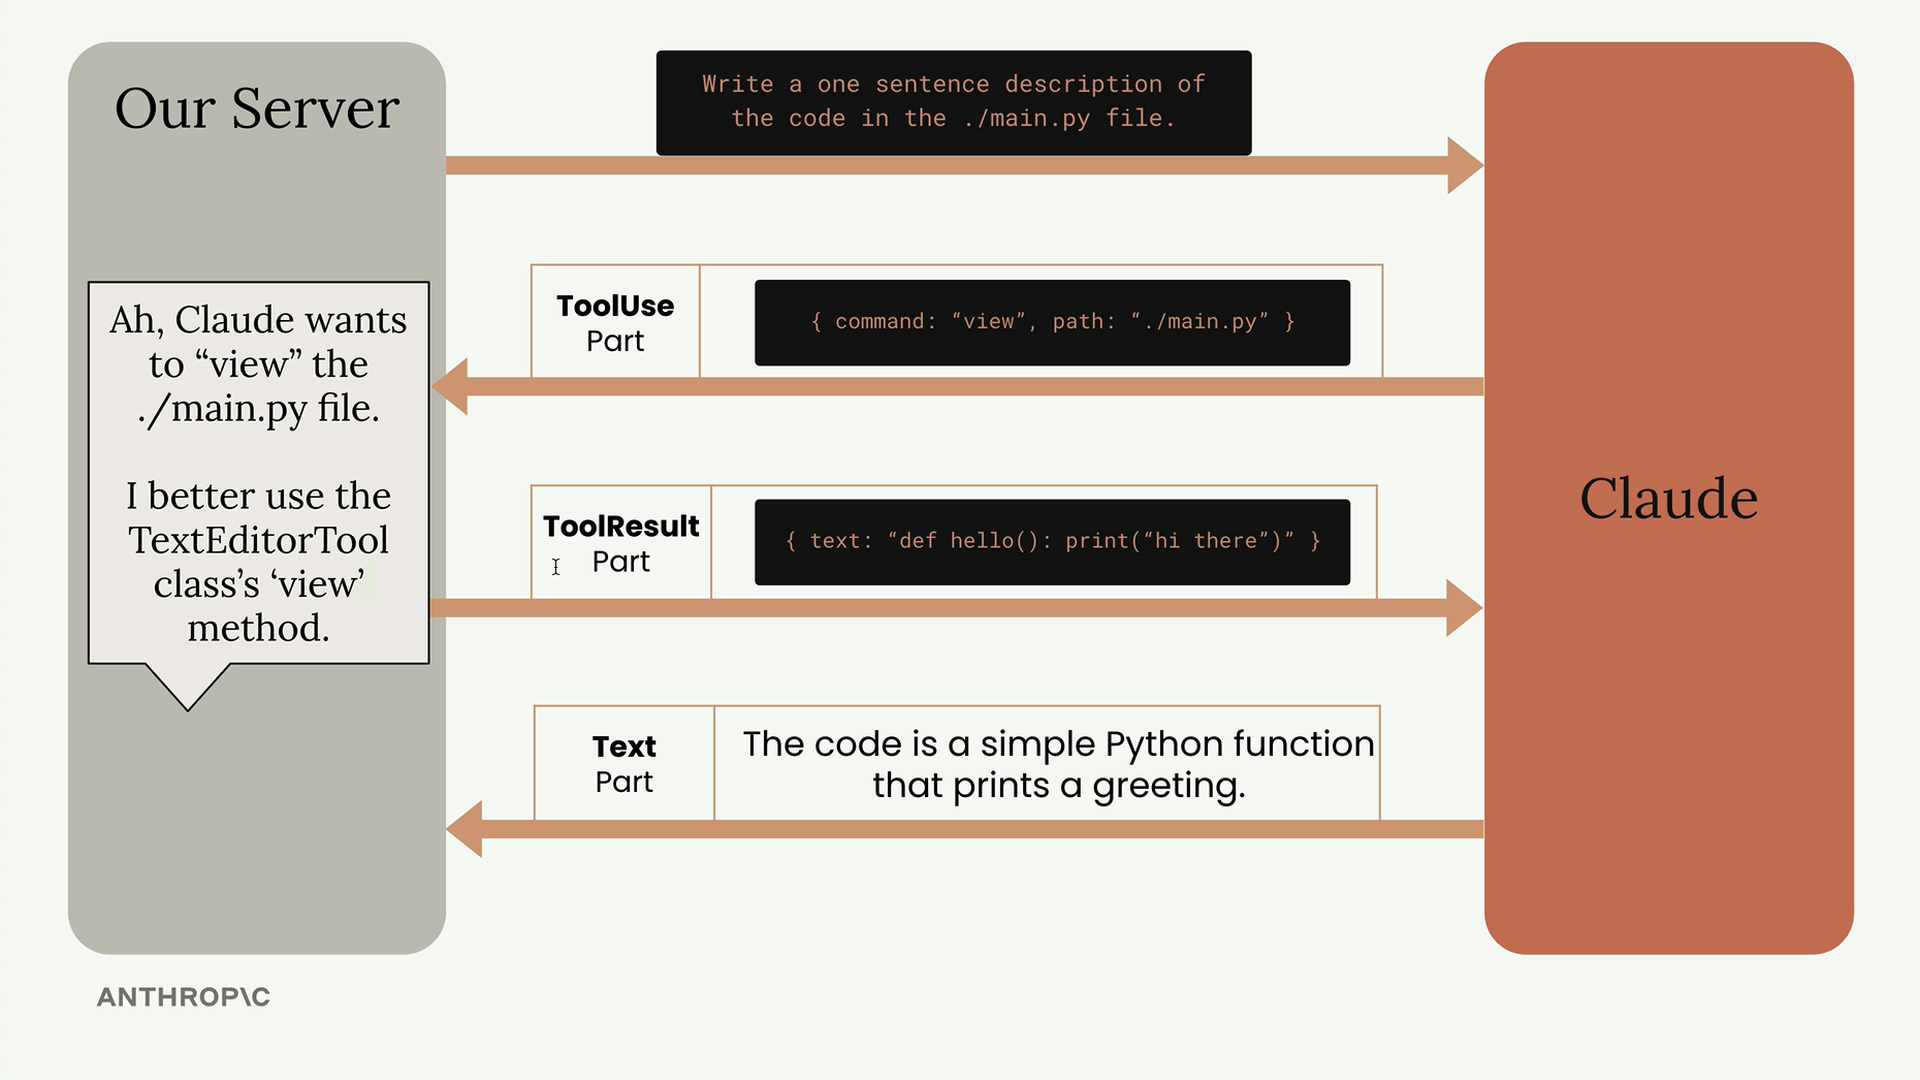 Our Server
Write a one sentence description of
the code in the ./main.py file.
Ah, Claude wants
to “view” the
./main.py file.
I better use the
TextEditorTool
class’s ‘view’
method.
ToolUse
Part
{ command: “view”, path: “./main.py” }
ToolResult
Part
{ text: “def hello(): print(“hi there”)” }
Text
Part
The code is a simple Python function
that prints a greeting.
Claude
ANTHROP\C